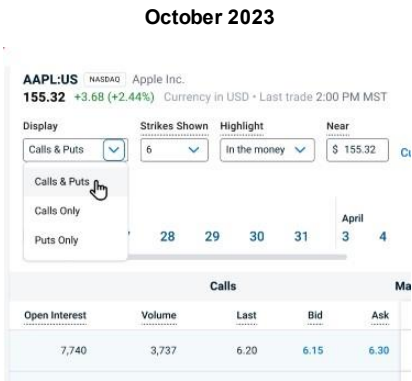 October 2023
AAPL:US NASDAQ Apple Inc.
155.32 +3.68 (+2.44%) Currency in USD • Last trade 2:00 PM MST
Display Strikes Shown Highlight Near
Calls & Puts 6 In the money $ 155.32
Calls & Puts
Calls Only
April
Puts Only 28 29 30 31 3 4
Calls
Open Interest Volume Last Bid Ask
7,740 3,737 6.20 6.15 6.30